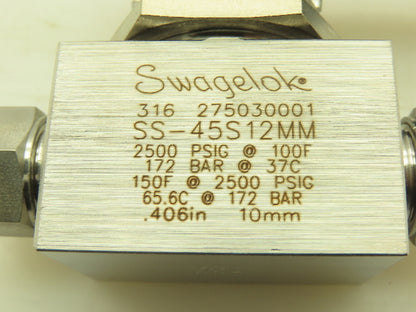 Swagelok
316 275030001
SS-45S12MM
2500 PSIG @ 100F
172 BAR @ 37C
150F @ 2500 PSIG
65.6C @ 172 BAR
.406in 10mm